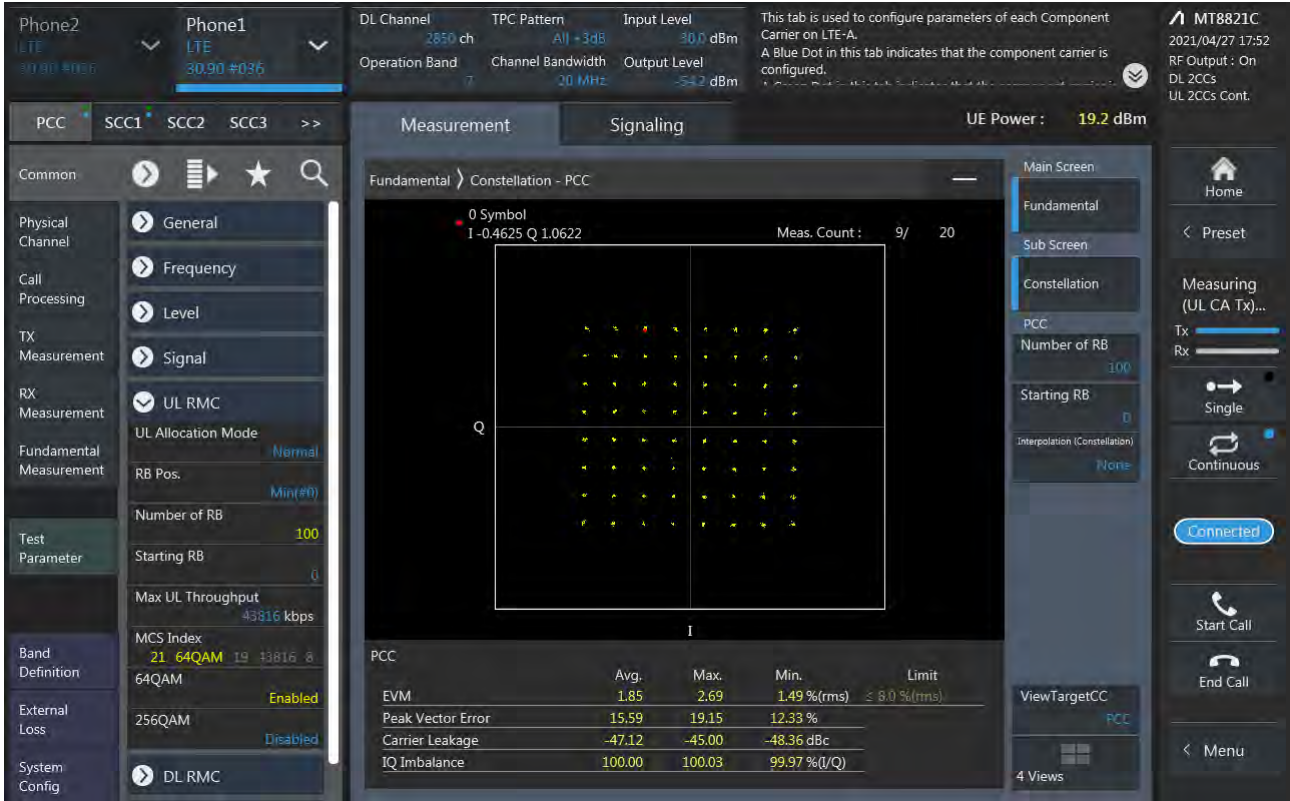 Phone2
LTE
30.90 #036
Phone1
LTE
30.90 #036
DL Channel
2850 ch
Operation Band
7
TPC Pattern
All +3dB
Channel Bandwidth
20 MHz
Input Level
30.0 dBm
Output Level
-54.2 dBm
This tab is used to configure parameters of each Component
Carrier on LTE-A.
A Blue Dot in this tab indicates that the component carrier is
configured.
MT8821C
2021/04/27 17:52
RF Output : On
DL 2CCs
UL 2CCs Cont.
PCC SCC1 SCC2 SCC3 >>
Measurement
Signaling
UE Power : 19.2 dBm
Common
Physical
Channel
Call
Processing
TX
Measurement
RX
Measurement
Fundamental
Measurement
Test
Parameter
Band
Definition
External
Loss
System
Config
General
Frequency
Level
Signal
UL RMC
UL Allocation Mode
Normal
RB Pos.
Min(#0)
Number of RB
100
Starting RB
0
Max UL Throughput
43816 kbps
MCS Index
21 64QAM 19 43816 8
64QAM
Enabled
256QAM
Disabled
DL RMC
Fundamental > Constellation - PCC
0 Symbol
I -0.4625 Q 1.0622
Meas. Count : 9/ 20
Q
I
PCC
Avg. Max. Min. Limit
EVM 1.85 2.69 1.49 %(rms) ≤ 8.0 %(rms)
Peak Vector Error 15.59 19.15 12.33 %
Carrier Leakage -47.12 -45.00 -48.36 dBc
IQ Imbalance 100.00 100.03 99.97 %(I/Q)
Main Screen
Fundamental
Sub Screen
Constellation
PCC
Number of RB
100
Starting RB
0
Interpolation (Constellation)
None
ViewTargetCC
PCC
4 Views
Home
< Preset
Measuring
(UL CA Tx)...
Tx
Rx
Single
Continuous
Connected
Start Call
End Call
< Menu